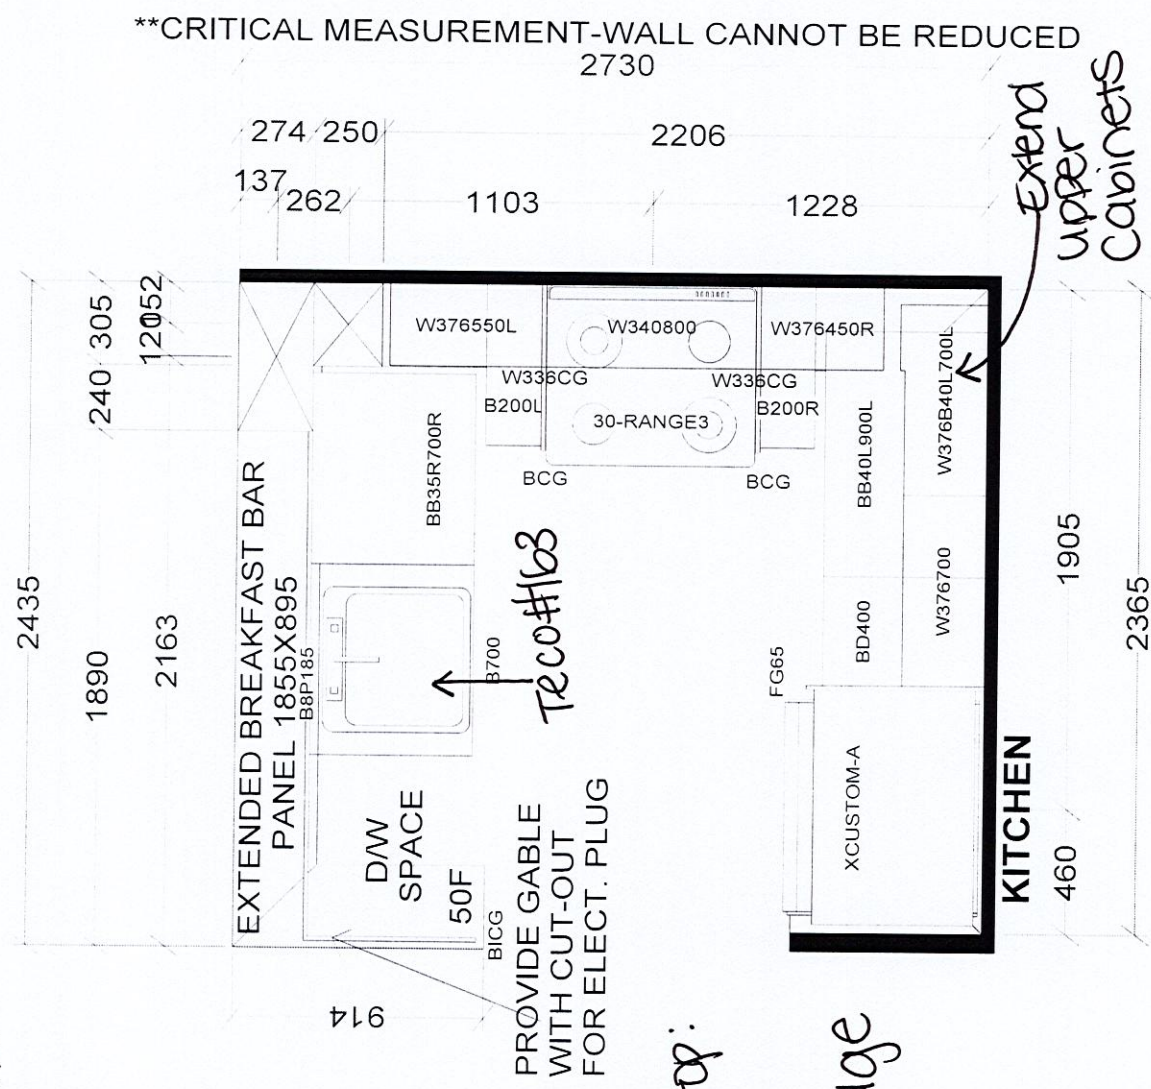 **CRITICAL MEASUREMENT-WALL CANNOT BE REDUCED
2730
274 250 2206
137 262 1103 1228
Extend
upper
cabinets
2435
305
240
1890
52
120
2163
W376550L
W340800
W376450R
W336CG
W336CG
B200L
30-RANGE3
B200R
BCG
BCG
W376B40L700L
BB40L900L
W376700
BD400
1905
2365
460
EXTENDED BREAKFAST BAR
PANEL 1855X895
B8P185
BB35R700R
B700
Teco#163
FG65
XCUSTOM-A
KITCHEN
D/W
SPACE
50F
BICG
914
PROVIDE GABLE
WITH CUT-OUT
FOR ELECT. PLUG